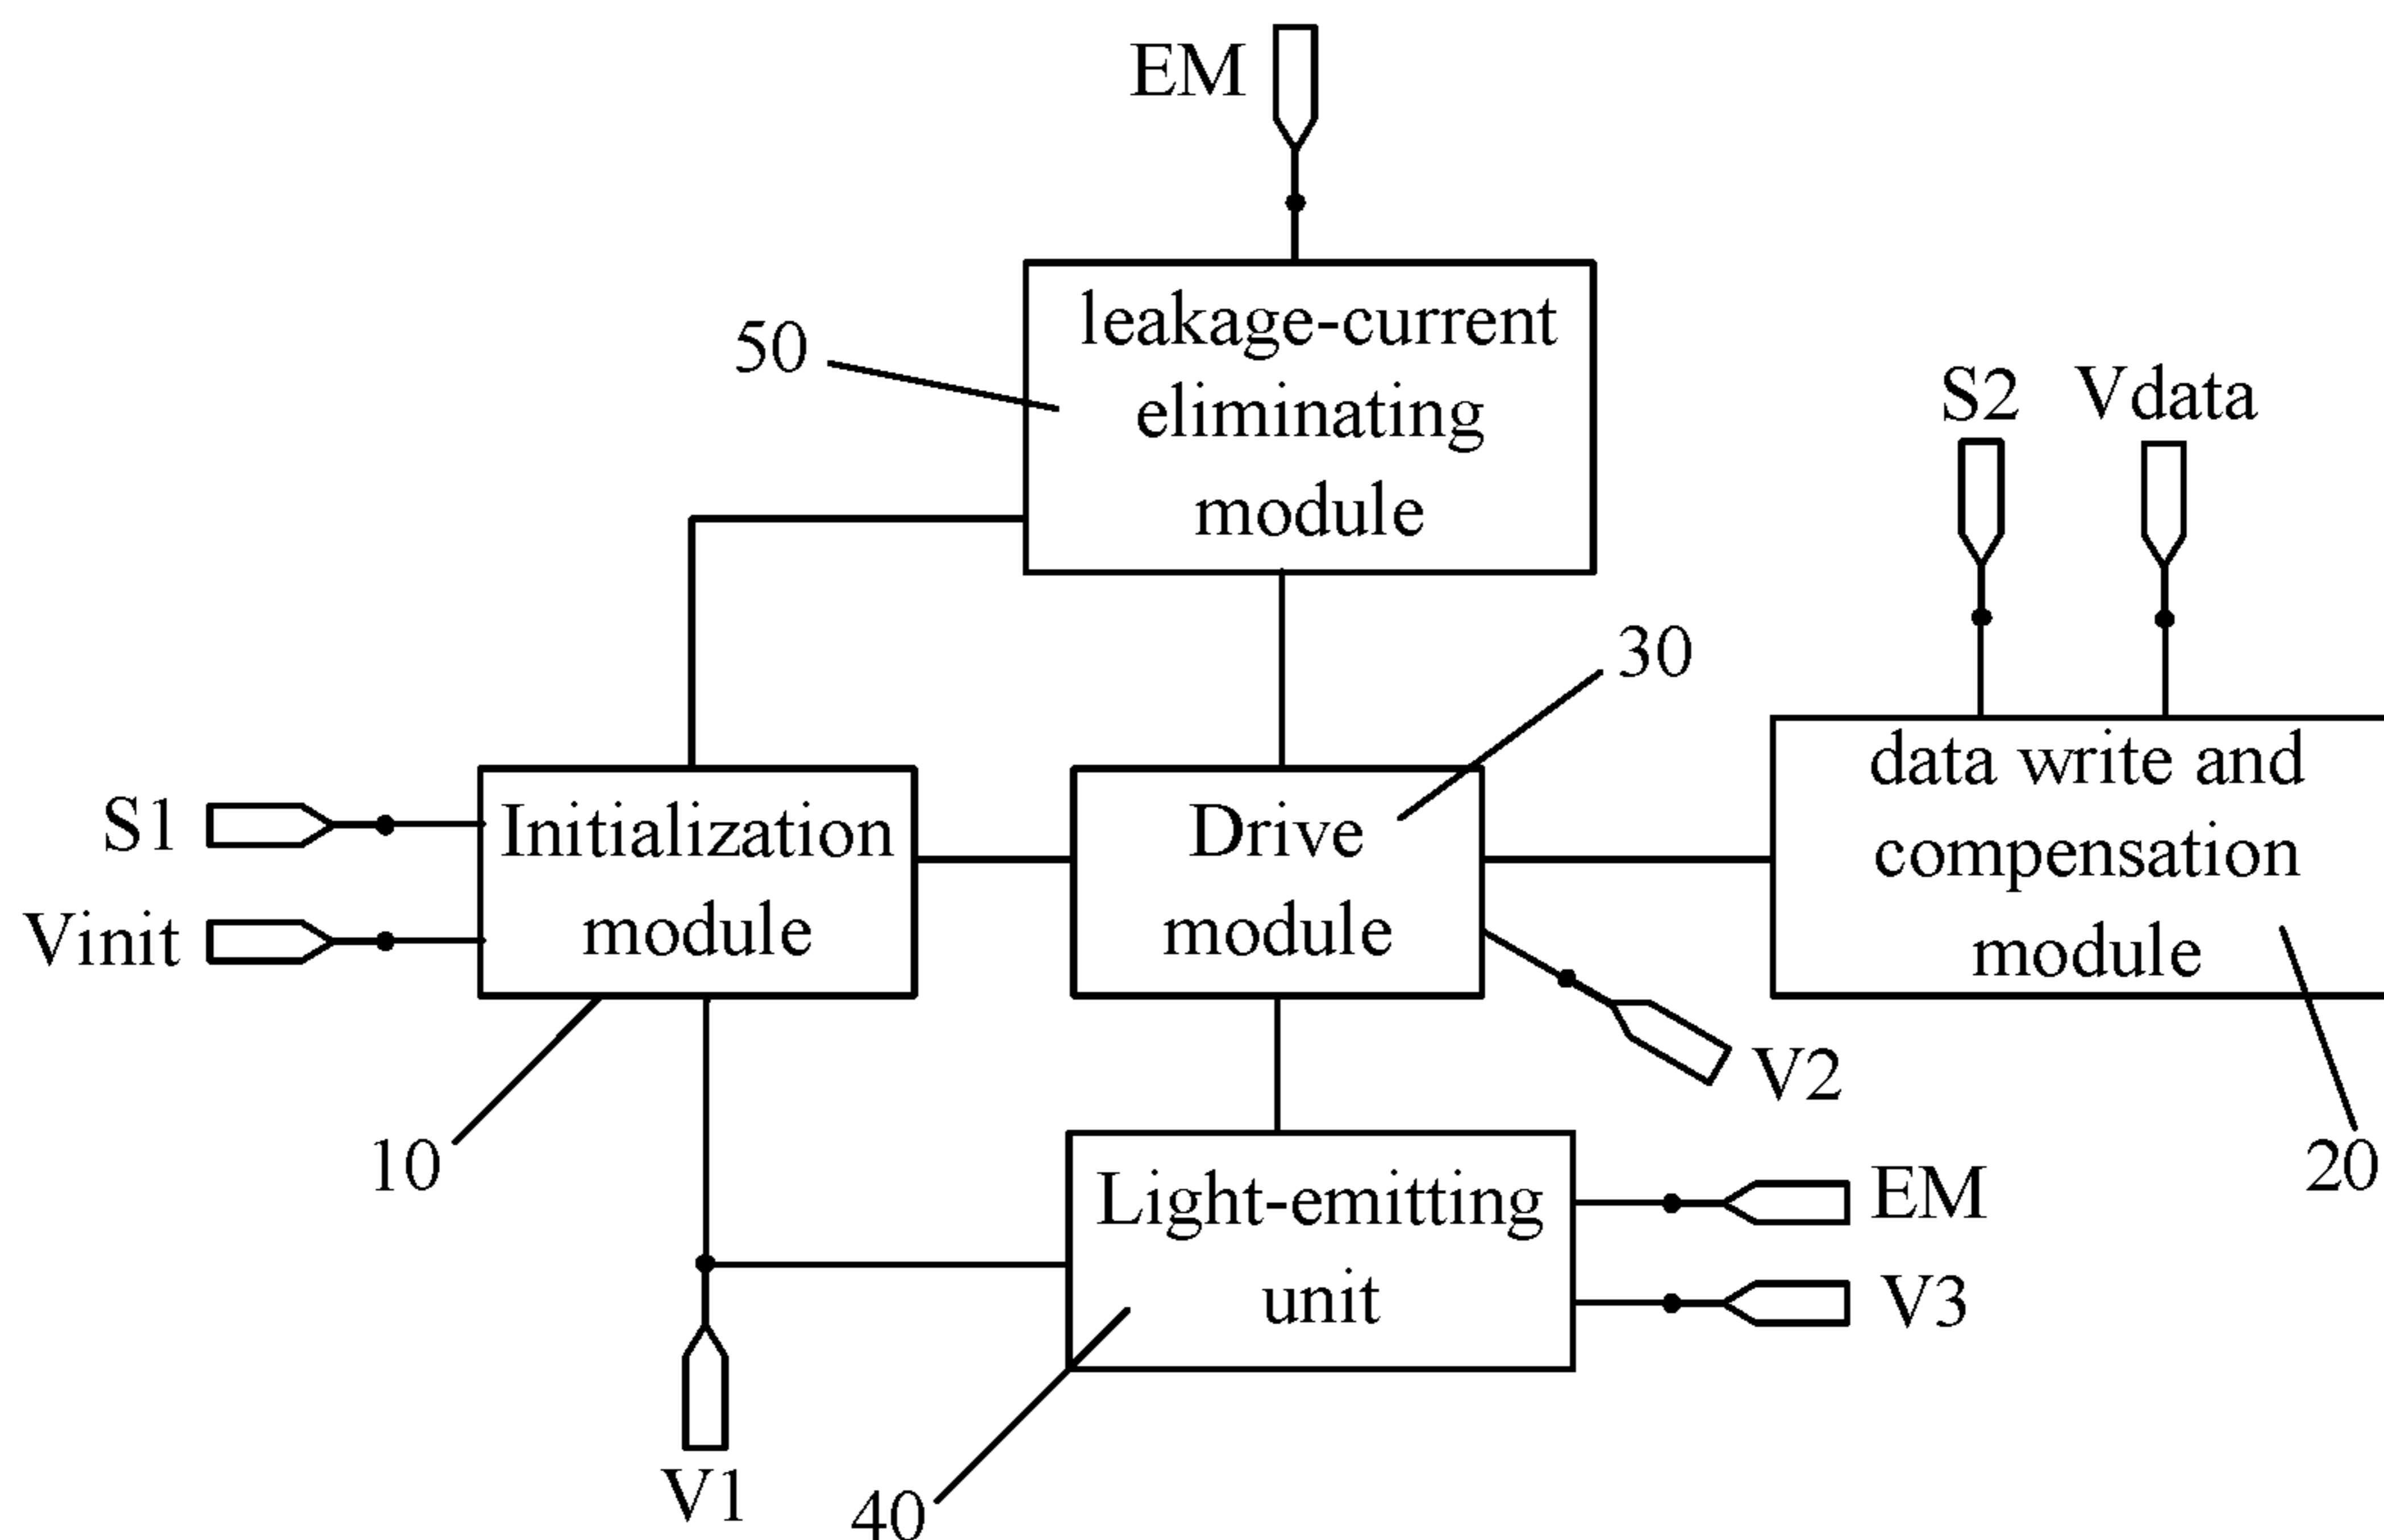 EM
leakage-current
eliminating
module
50
S2
Vdata
30
S1
Vinit
Initialization
module
Drive
module
data write and
compensation
module
V2
10
20
Light-emitting
unit
EM
V3
V1
40